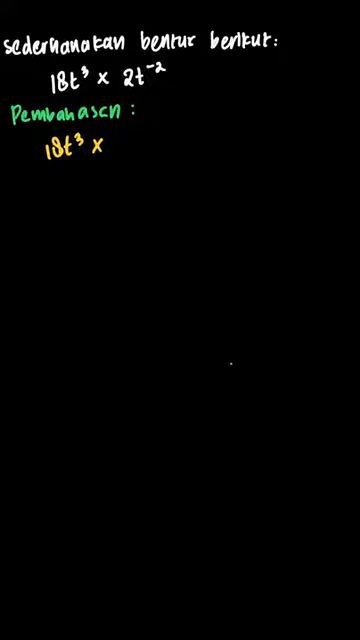 sederhanakan bentuk berikut:
18t³ × 2t⁻²
Pembahasan:
18t³ ×